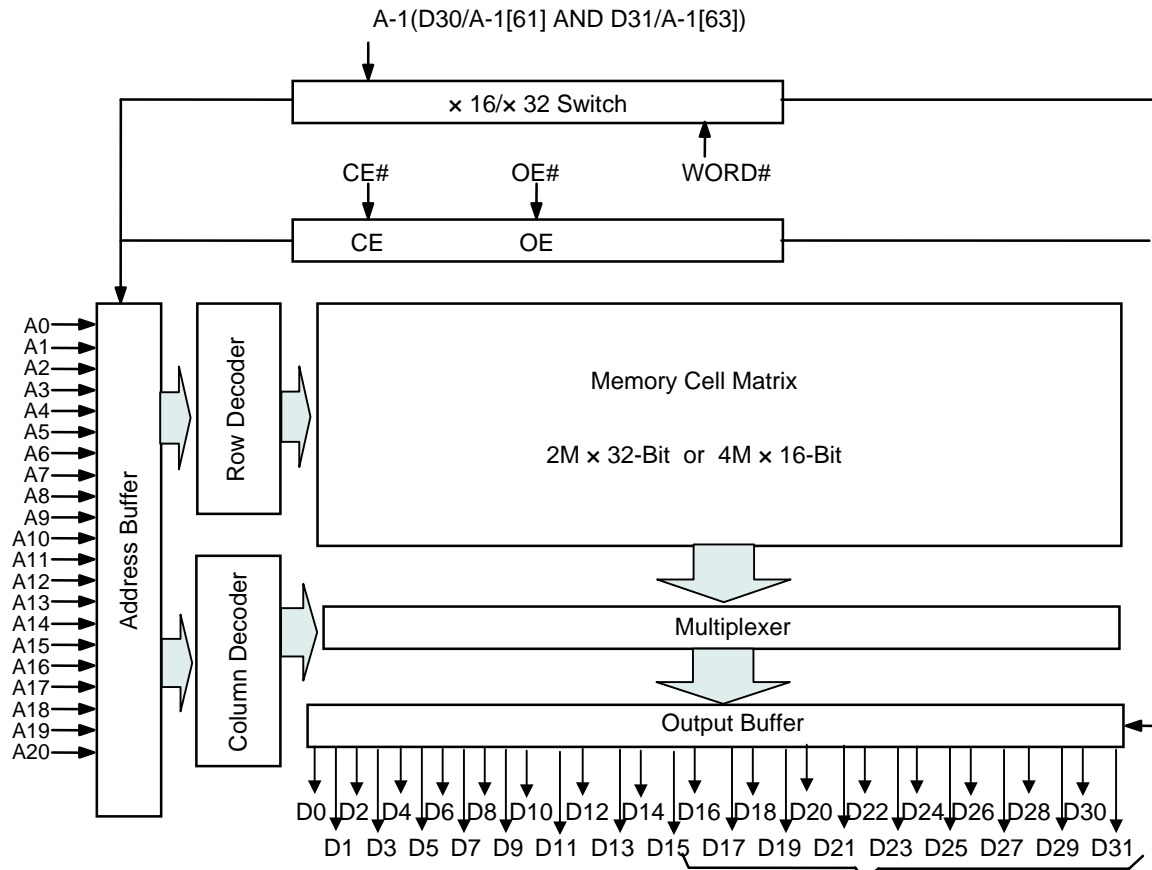 A-1(D30/A-1[61] AND D31/A-1[63])
× 16/× 32 Switch
CE# OE# WORD#
CE OE
A0
A1
A2
A3
A4
A5
A6
A7
A8
A9
A10
A11
A12
A13
A14
A15
A16
A17
A18
A19
A20
Address Buffer
Row Decoder
Column Decoder
Memory Cell Matrix
2M × 32-Bit or 4M × 16-Bit
Multiplexer
Output Buffer
D0 D2 D4 D6 D8 D10 D12 D14 D16 D18 D20 D22 D24 D26 D28 D30
D1 D3 D5 D7 D9 D11 D13 D15 D17 D19 D21 D23 D25 D27 D29 D31